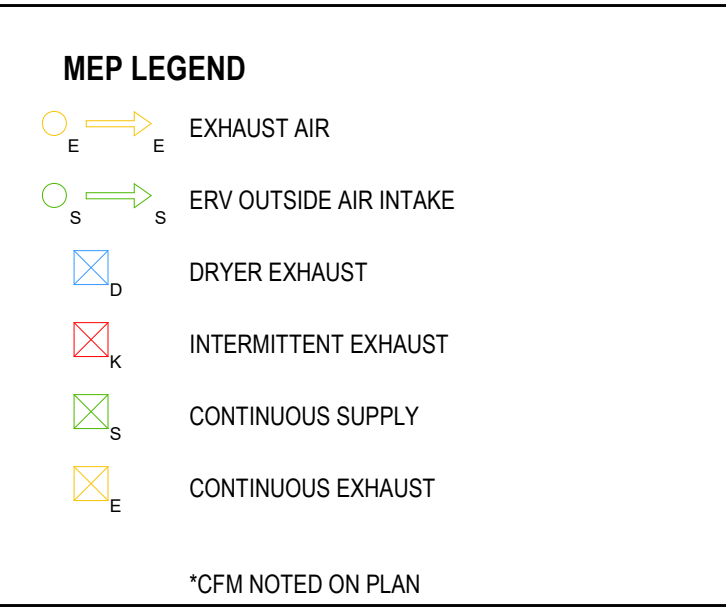 MEP LEGEND
E E EXHAUST AIR
S S ERV OUTSIDE AIR INTAKE
D DRYER EXHAUST
K INTERMITTENT EXHAUST
S CONTINUOUS SUPPLY
E CONTINUOUS EXHAUST
*CFM NOTED ON PLAN